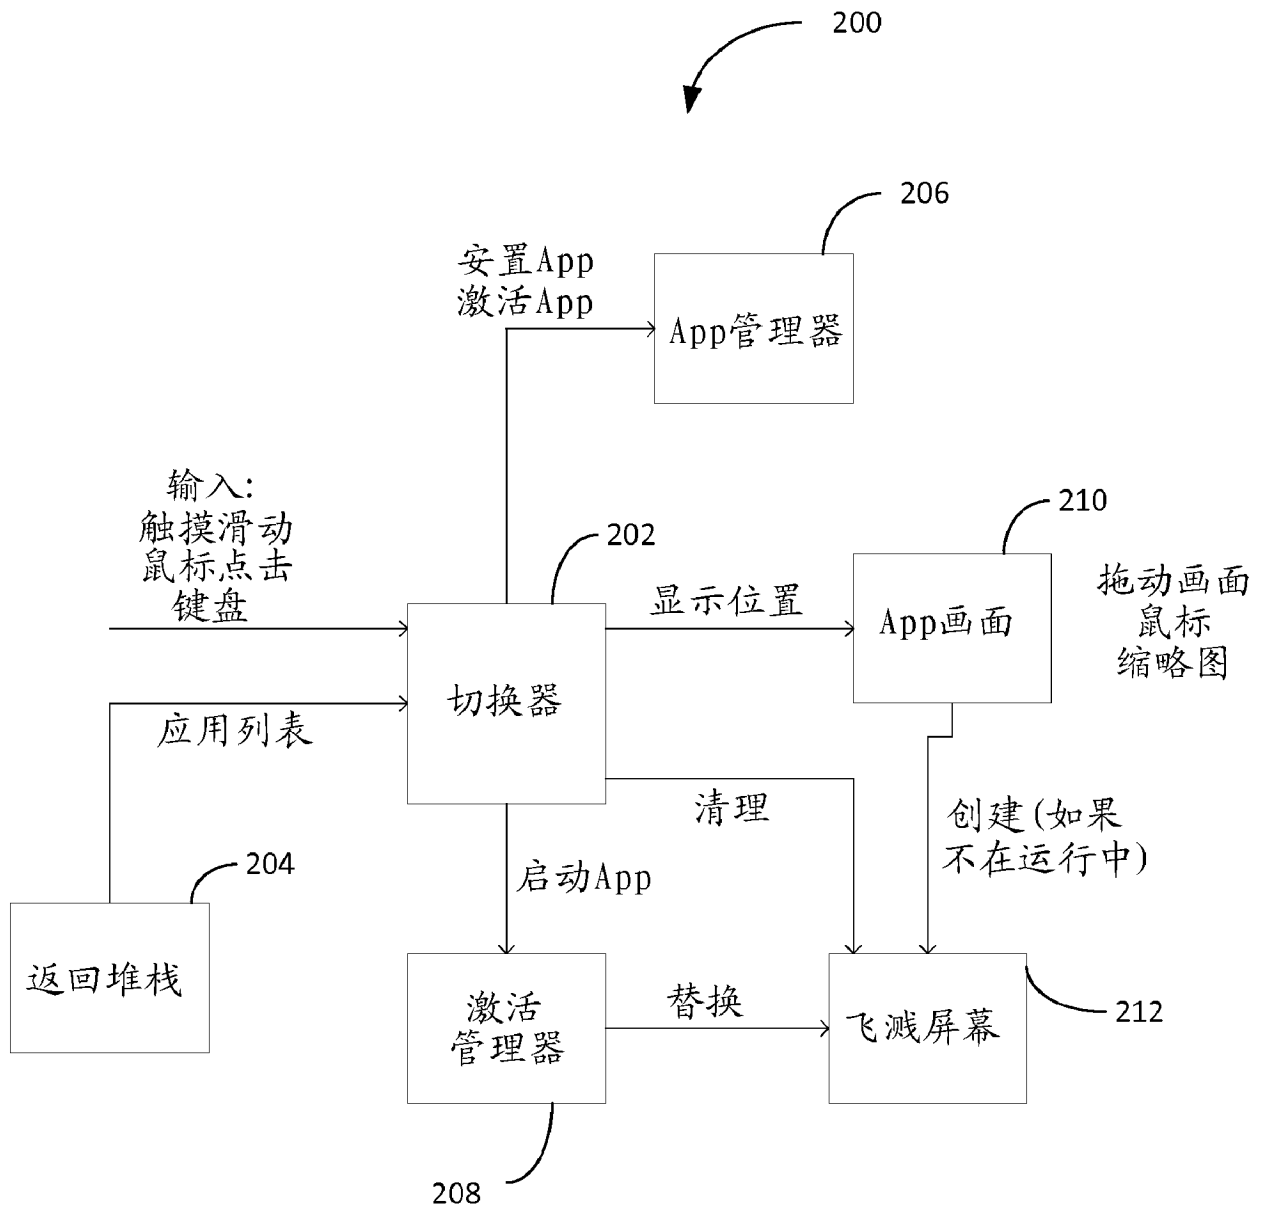 200
206
安置App
激活App
App管理器
输入:
触摸滑动
鼠标点击
键盘
202
210
显示位置
App画面
拖动画面
鼠标
缩略图
切换器
应用列表
清理
创建(如果
不在运行中)
204
启动App
返回堆栈
激活
管理器
替换
飞溅屏幕
212
208